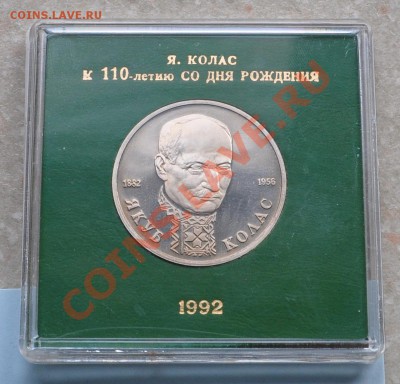 COINS.LAVE.RU
Я. КОЛАС
К 110-летию СО ДНЯ РОЖДЕНИЯ
1882 1956
ЯКУБ КОЛАС
1992
COINS.LAVE.RU